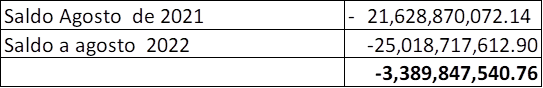 Saldo Agosto  de 2021 -  21,628,870,072.14
Saldo a agosto  2022 -25,018,717,612.90
-3,389,847,540.76